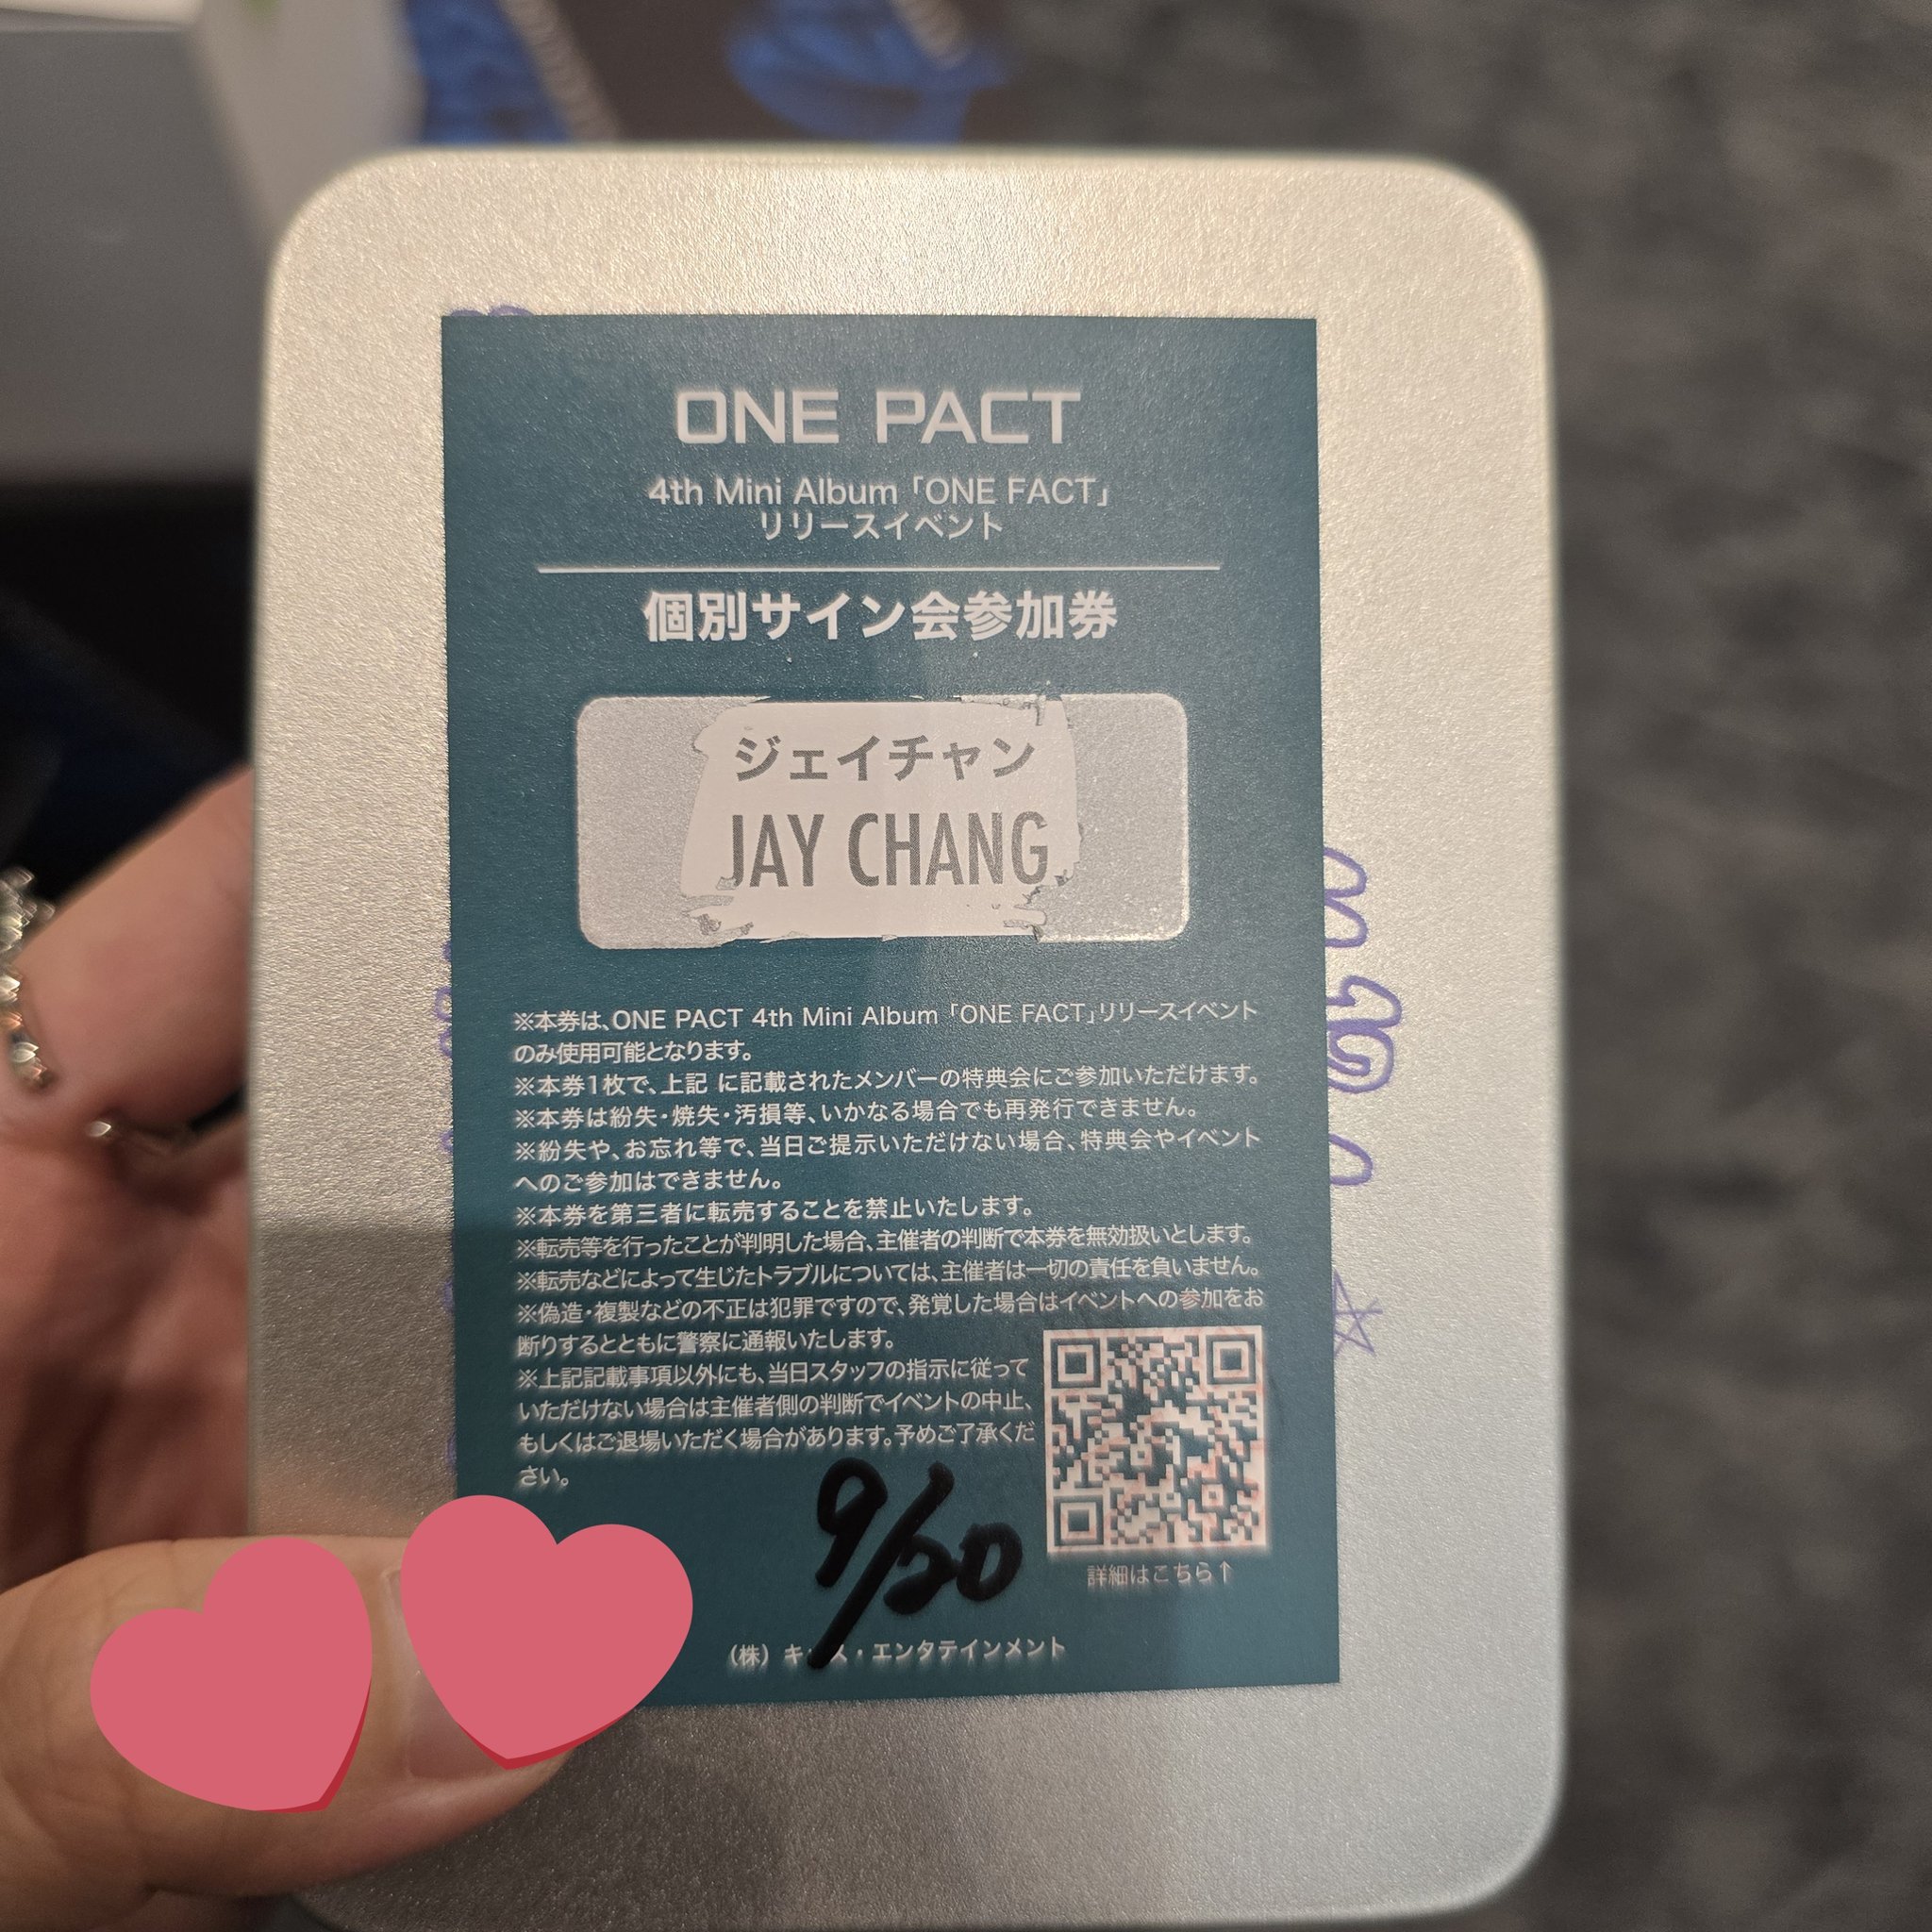 ONE PACT
4th Mini Album「ONE FACT」
リリースイベント
個別サイン会参加券
ジェイチャン
JAY CHANG
※本券は、ONE PACT 4th Mini Album「ONE FACT」リリースイベント
のみ使用可能となります。
※本券1枚で、上記 に記載されたメンバーの特典会にご参加いただけます。
※本券は紛失・焼失・汚損等、いかなる場合でも再発行できません。
※紛失や、お忘れ等で、当日ご提示いただけない場合、特典会やイベント
へのご参加はできません。
※本券を第三者に転売することを禁止いたします。
※転売等を行ったことが判明した場合、主催者の判断で本券を無効扱いとします。
※転売などによって生じたトラブルについては、主催者は一切の責任を負いません。
※偽造・複製などの不正は犯罪ですので、発覚した場合はイベントへの参加をお
断りするとともに警察に通報いたします。
※上記記載事項以外にも、当日スタッフの指示に従って
いただけない場合は主催者側の判断でイベントの中止、
もしくはご退場いただく場合があります。予めご了承くだ
さい。
9/20
詳細はこちら↑
(株) キ ス・エンタテインメント